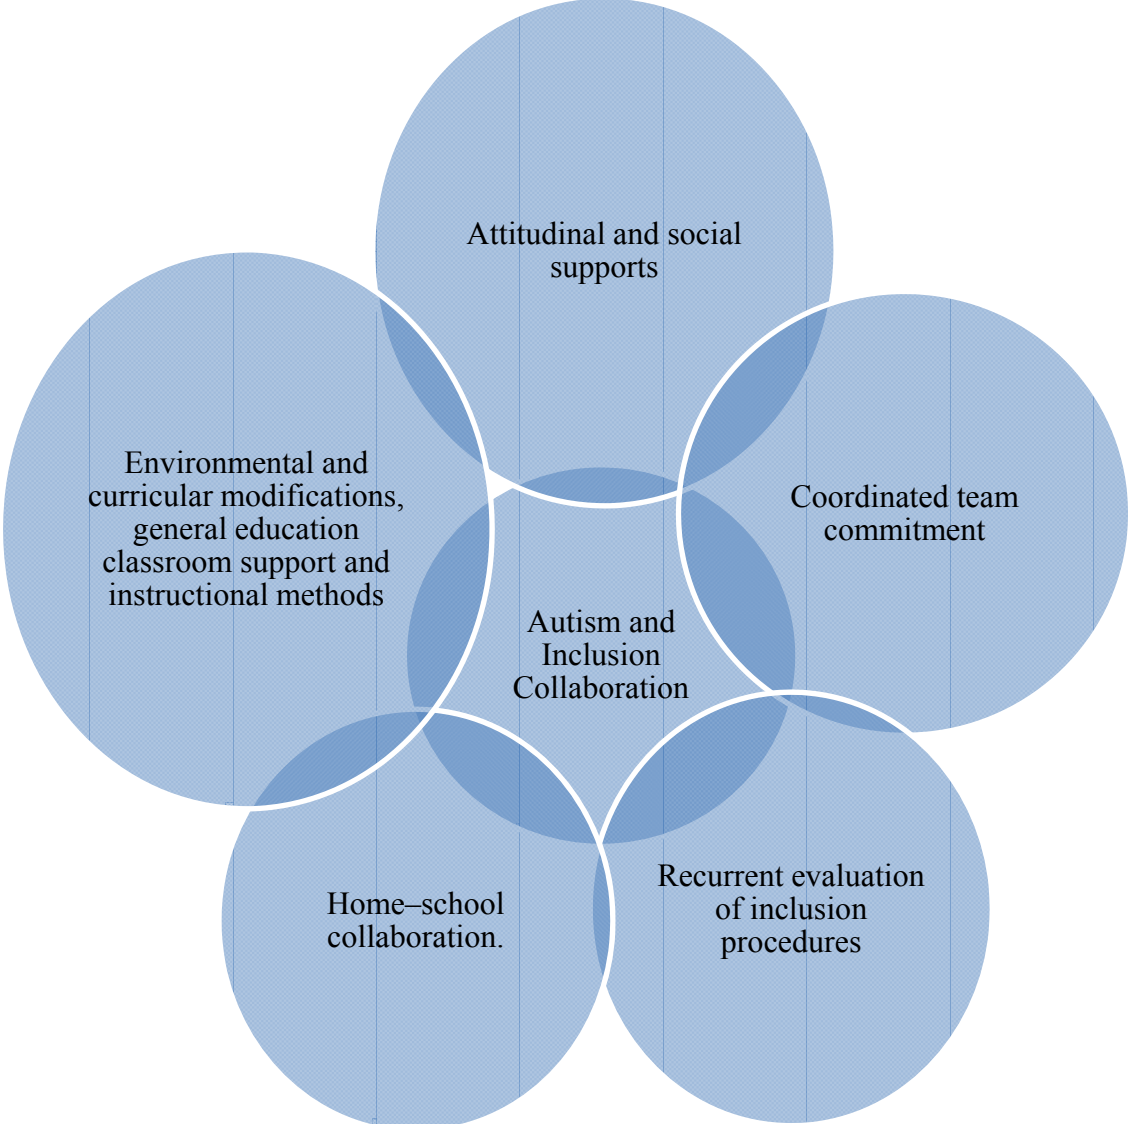 Attitudinal and social
supports
Environmental and
curricular modifications,
general education
classroom support and
instructional methods
Coordinated team
commitment
Autism and
Inclusion
Collaboration
Home–school
collaboration.
Recurrent evaluation
of inclusion
procedures